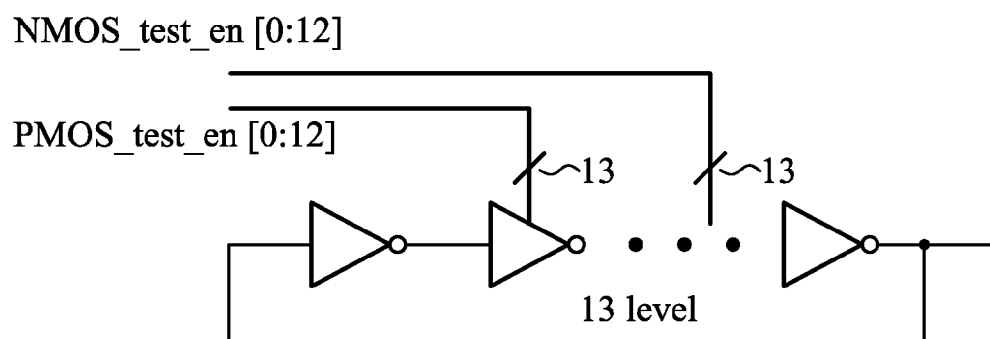 NMOS_test_en [0:12]
PMOS_test_en [0:12]
13
13
13 level